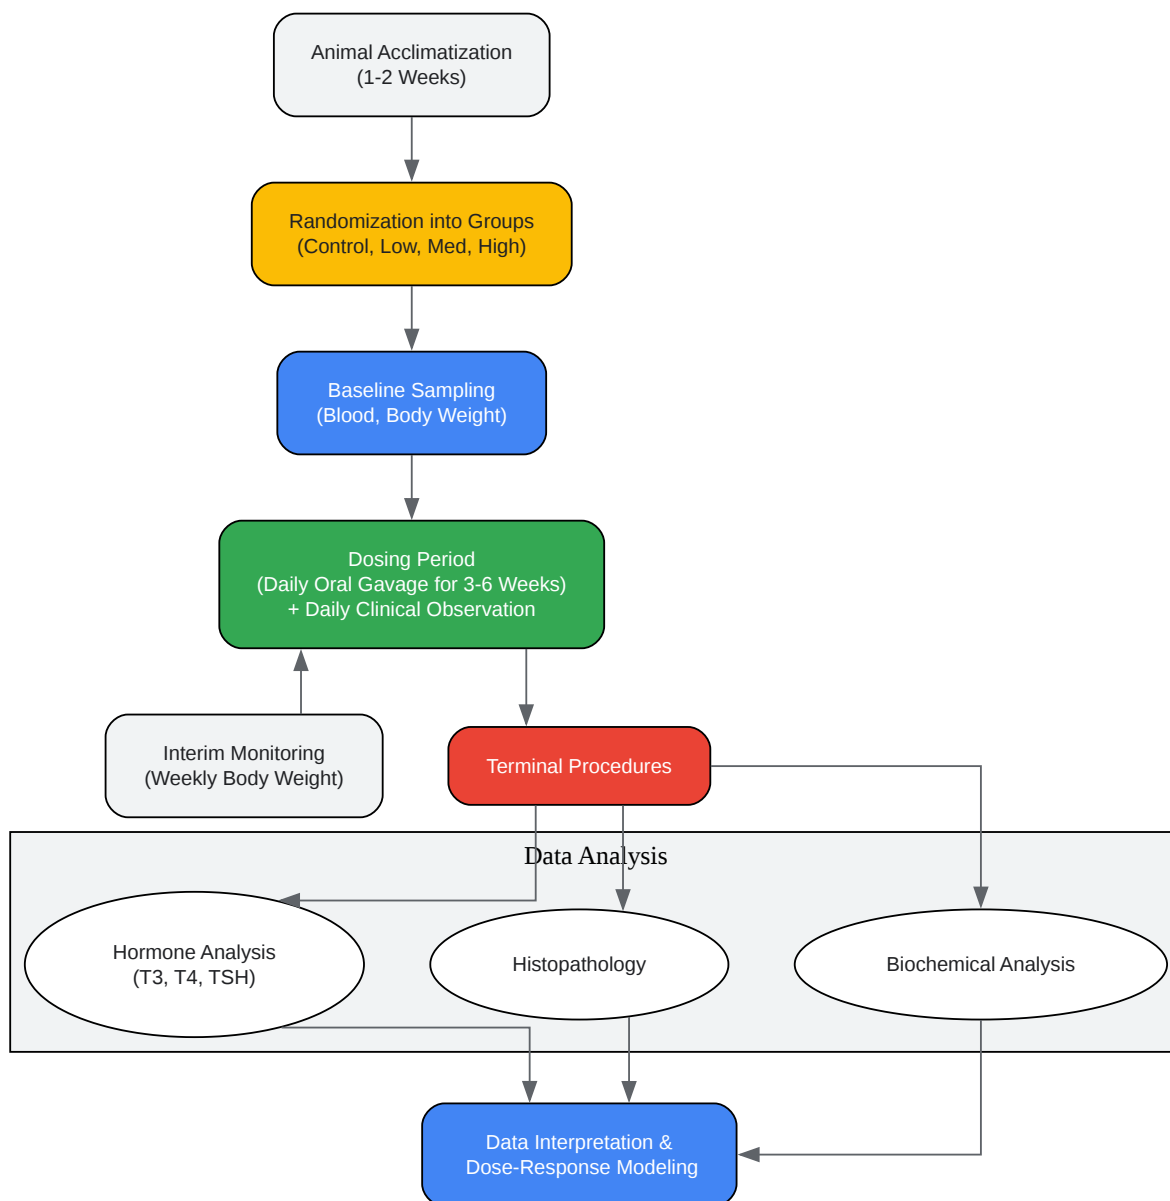 Animal Acclimatization
(1-2 Weeks)
Randomization into Groups
(Control, Low, Med, High)
Baseline Sampling
(Blood, Body Weight)
Dosing Period
(Daily Oral Gavage for 3-6 Weeks)
+ Daily Clinical Observation
Interim Monitoring
(Weekly Body Weight)
Terminal Procedures
Data Analysis
Hormone Analysis
(T3, T4, TSH)
Histopathology
Biochemical Analysis
Data Interpretation &
Dose-Response Modeling